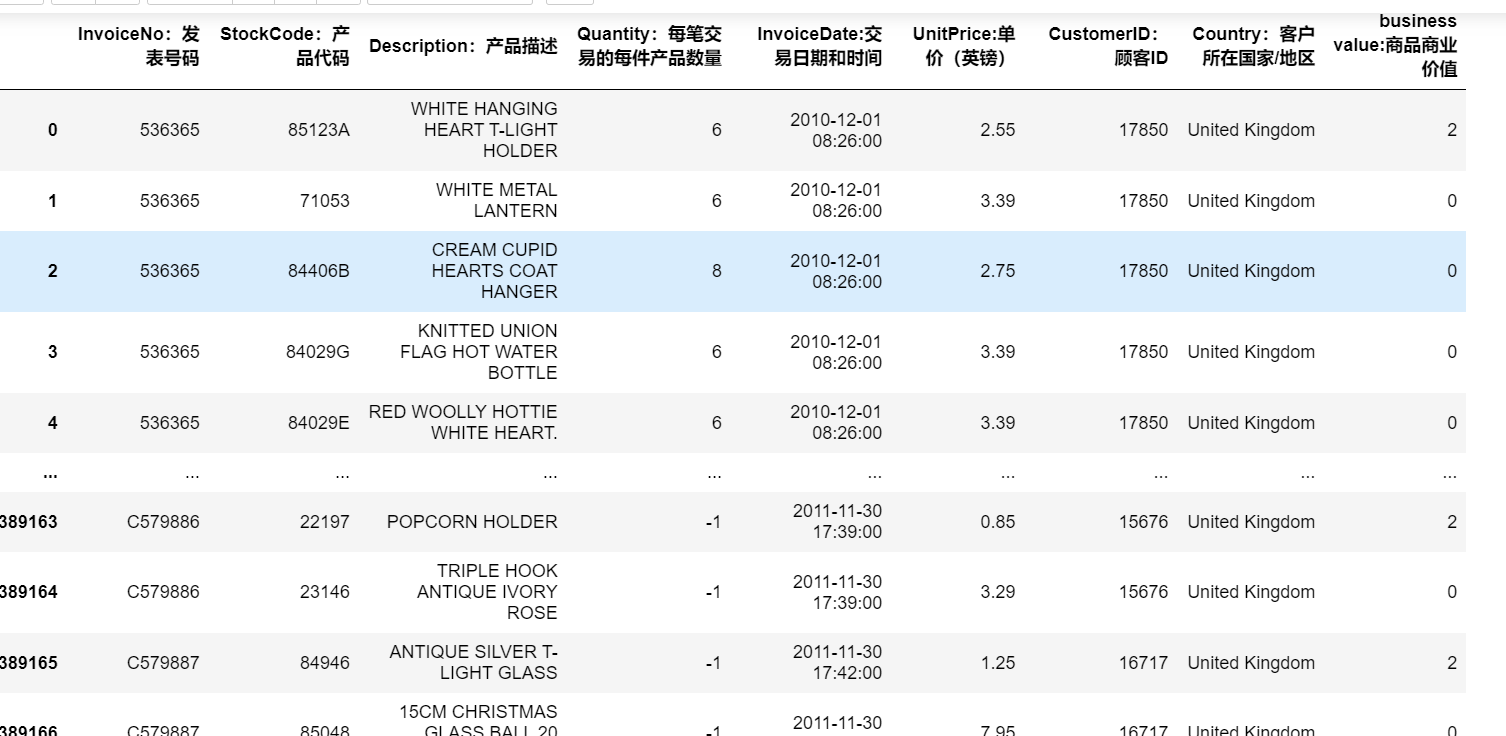 InvoiceNo：发
表号码
StockCode：产
品代码
Description：产品描述
Quantity：每笔交
易的每件产品数量
InvoiceDate:交
易日期和时间
UnitPrice:单
价（英镑）
CustomerID：
顾客ID
Country：客户
所在国家/地区
business
value:商品商业
价值
0 536365 85123A WHITE HANGING
HEART T-LIGHT
HOLDER
6 2010-12-01
08:26:00
2.55 17850 United Kingdom 2
1 536365 71053 WHITE METAL
LANTERN
6 2010-12-01
08:26:00
3.39 17850 United Kingdom 0
2 536365 84406B CREAM CUPID
HEARTS COAT
HANGER
8 2010-12-01
08:26:00
2.75 17850 United Kingdom 0
3 536365 84029G KNITTED UNION
FLAG HOT WATER
BOTTLE
6 2010-12-01
08:26:00
3.39 17850 United Kingdom 0
4 536365 84029E RED WOOLLY HOTTIE
WHITE HEART.
6 2010-12-01
08:26:00
3.39 17850 United Kingdom 0
... ... ... ... ... ... ... ... ... ...
389163 C579886 22197 POPCORN HOLDER -1 2011-11-30
17:39:00
0.85 15676 United Kingdom 2
389164 C579886 23146 TRIPLE HOOK
ANTIQUE IVORY
ROSE
-1 2011-11-30
17:39:00
3.29 15676 United Kingdom 0
389165 C579887 84946 ANTIQUE SILVER T-
LIGHT GLASS
-1 2011-11-30
17:42:00
1.25 16717 United Kingdom 2
389166 C579887 85048 15CM CHRISTMAS
GLASS BALL 20
-1 2011-11-30
7.95 16717 United Kingdom 0